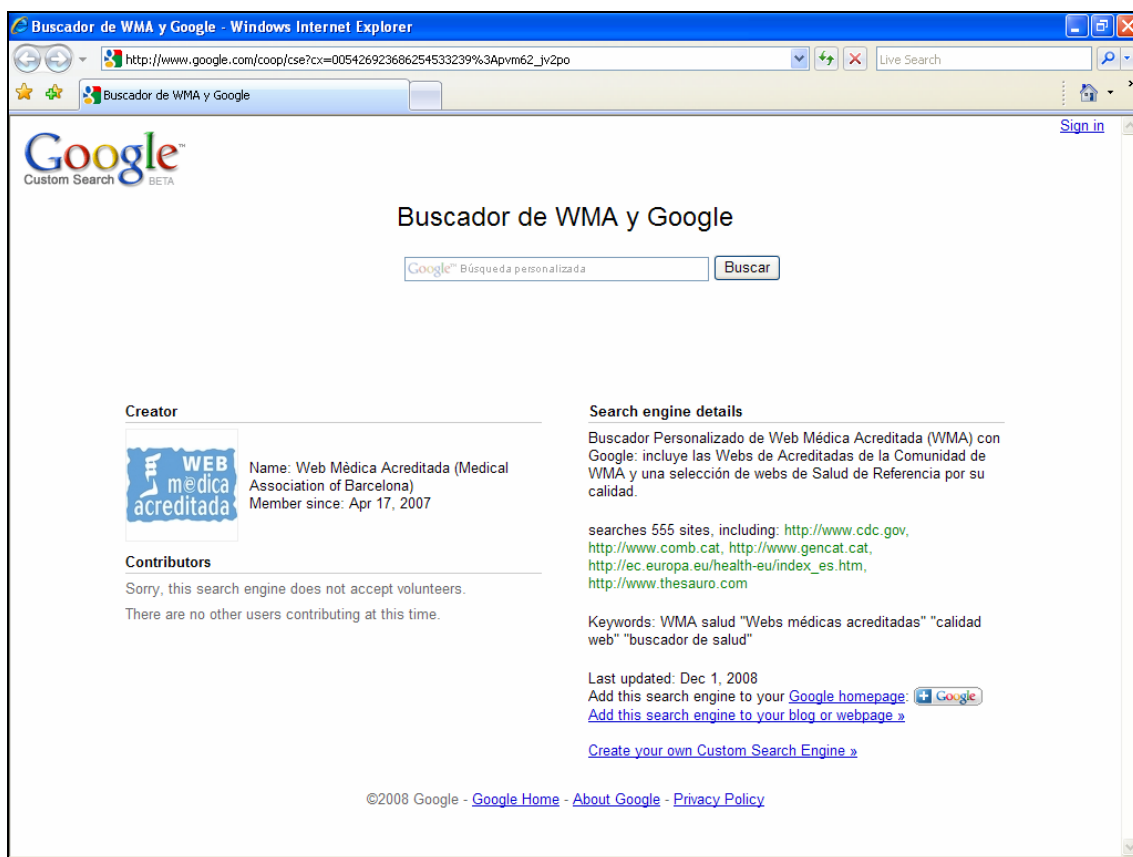 Buscador de WMA y Google - Windows Internet Explorer
http://www.google.com/coop/cse?cx=005426923686254533239%3Apvm62_jv2po
Live Search
Buscador de WMA y Google
Sign in
Google™
Custom Search BETA
Buscador de WMA y Google
Google™ Búsqueda personalizada
Buscar
Creator
WEB
mèdica
acreditada
Name: Web Mèdica Acreditada (Medical
Association of Barcelona)
Member since: Apr 17, 2007
Contributors
Sorry, this search engine does not accept volunteers.
There are no other users contributing at this time.
Search engine details
Buscador Personalizado de Web Médica Acreditada (WMA) con
Google: incluye las Webs de Acreditadas de la Comunidad de
WMA y una selección de webs de Salud de Referencia por su
calidad.
searches 555 sites, including: http://www.cdc.gov,
http://www.comb.cat, http://www.gencat.cat,
http://ec.europa.eu/health-eu/index_es.htm,
http://www.thesauro.com
Keywords: WMA salud "Webs médicas acreditadas" "calidad
web" "buscador de salud"
Last updated: Dec 1, 2008
Add this search engine to your Google homepage: Google
Add this search engine to your blog or webpage »
Create your own Custom Search Engine »
©2008 Google - Google Home - About Google - Privacy Policy